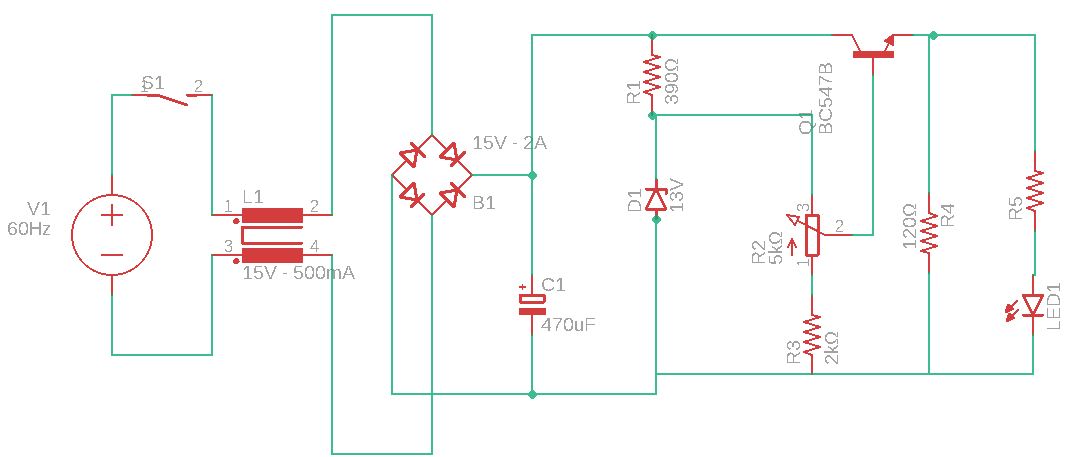 S1
1
2
V1
60Hz
L1
1
2
3
4
15V - 500mA
15V - 2A
B1
C1
+
470uF
R1
390Ω
D1
13V
Q1
BC547B
R2
5kΩ
3
2
1
R3
2kΩ
120Ω
R4
R5
LED1